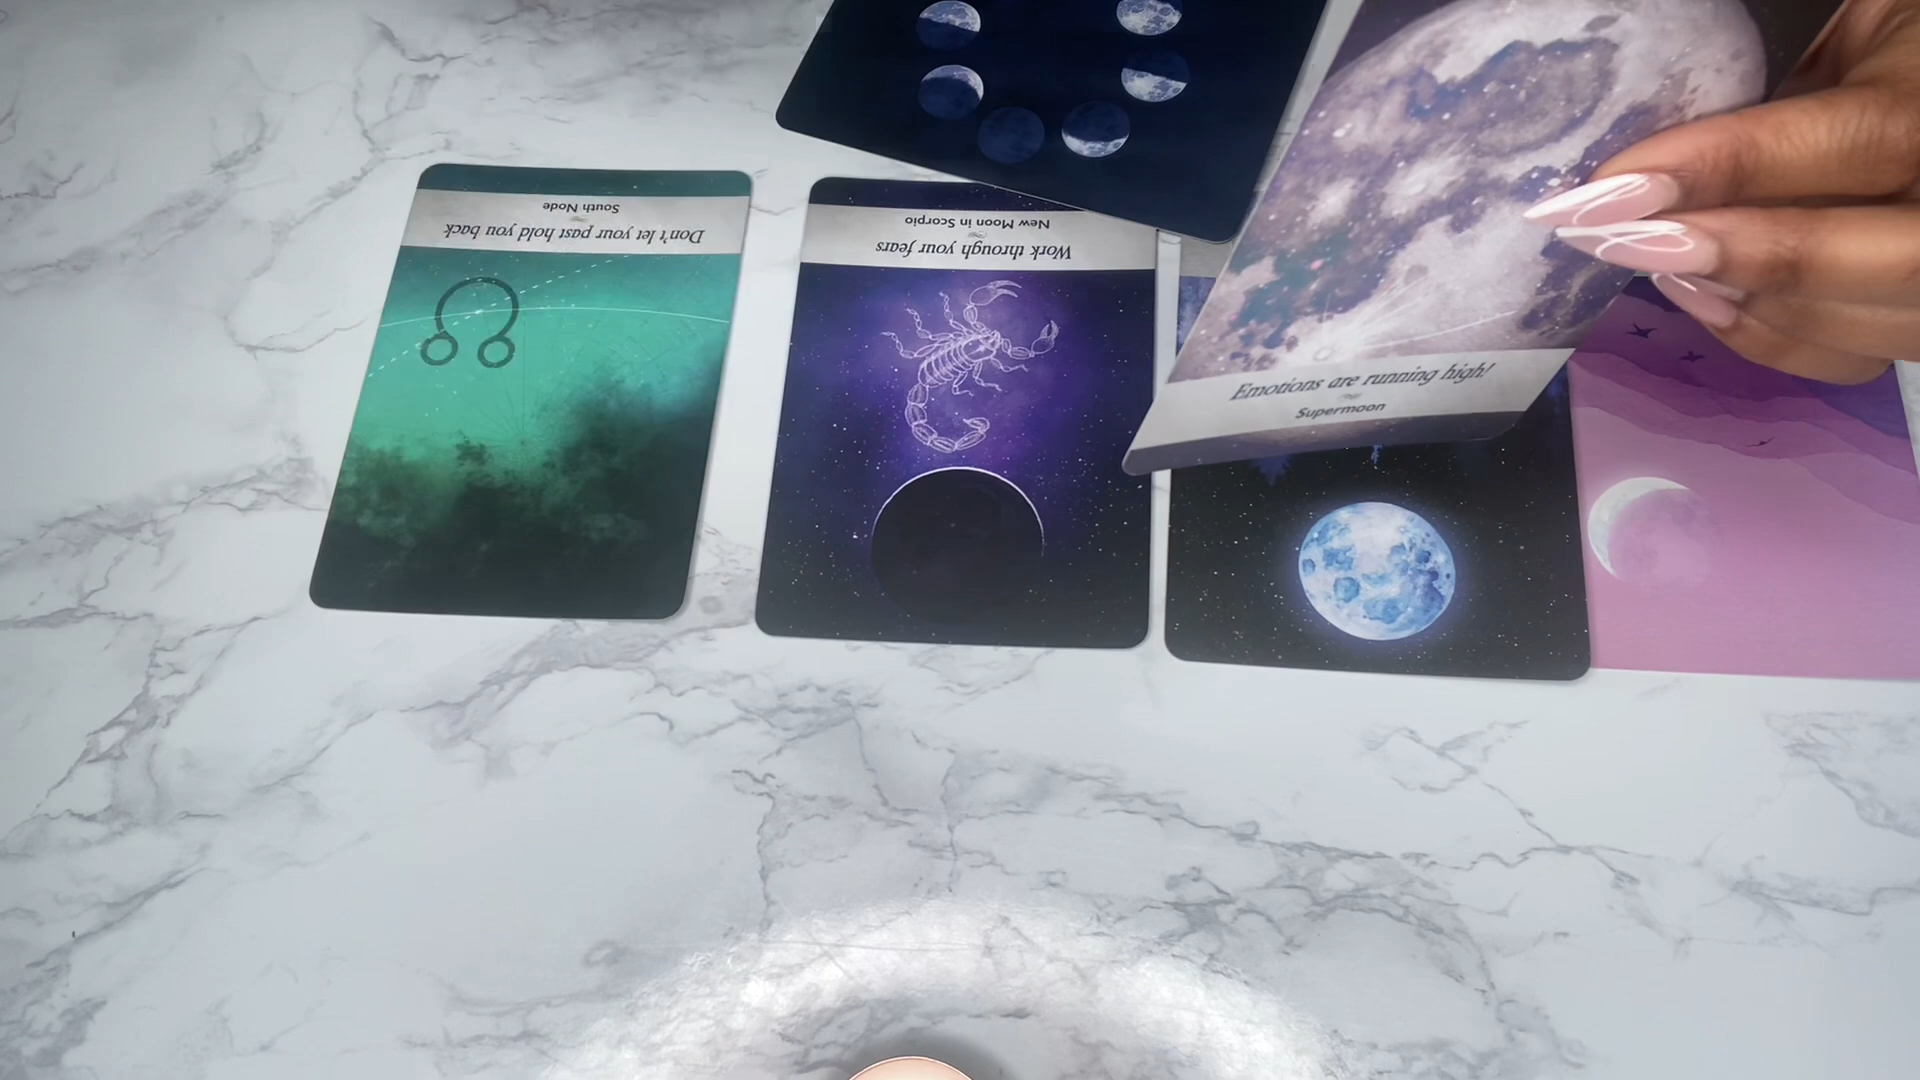 South Node
Don't let your past hold you back
New Moon in Scorpio
Work through your fears
Emotions are running high!
Supermoon